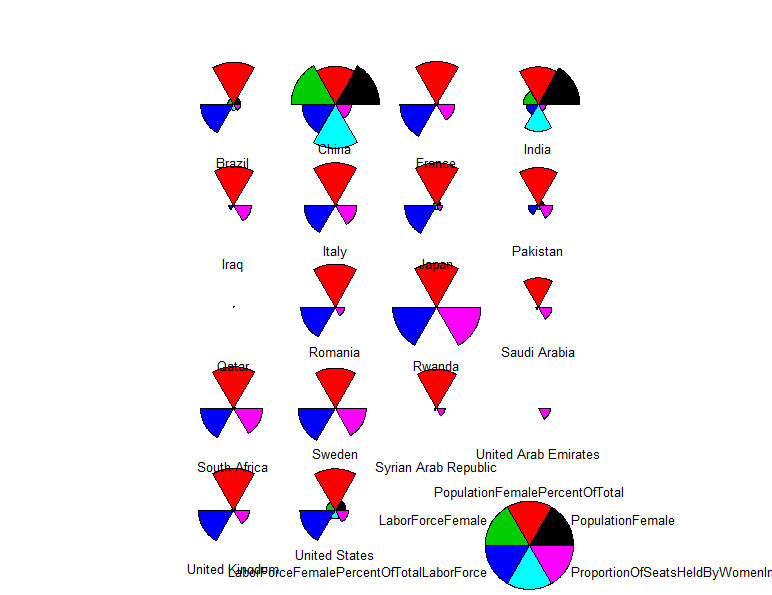 China
Brazil
France
India
Italy
Pakistan
Iraq
Japan
Romania
Saudi Arabia
Qatar
Rwanda
Sweden
United Arab Emirates
South Africa
Syrian Arab Republic
PopulationFemalePercentOfTotal
LaborForceFemale
PopulationFemale
United States
United Kingdom
LaborForceFemalePercentOfTotalLaborForce
ProportionOfSeatsHeldByWomenIn